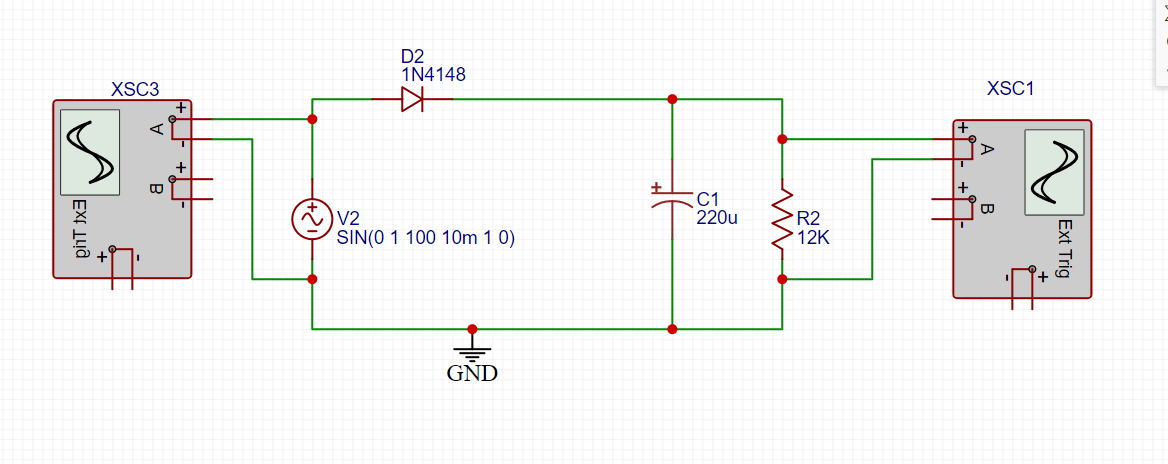 D2
1N4148
XSC3
XSC1
+
A
-
+
B
-
Ext Trig
+
-
+
V2
SIN(0 1 100 10m 1 0)
+
C1
220u
R2
12K
+
A
-
+
B
-
Ext Trig
-
+
GND